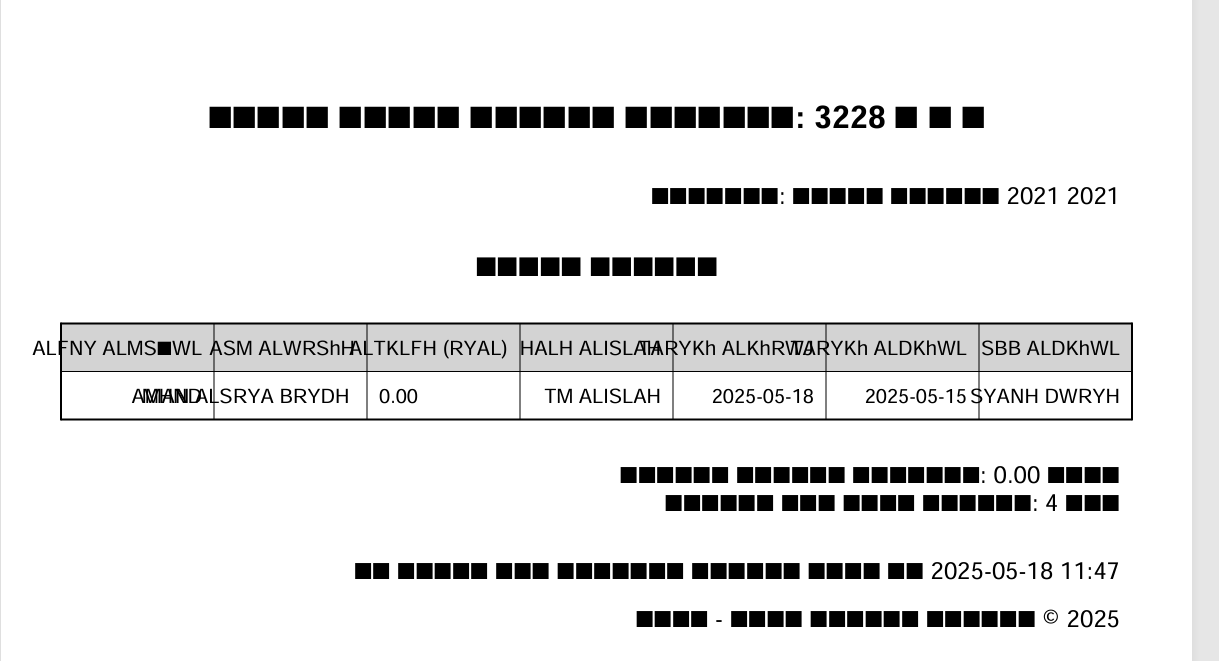 ■■■■■ ■■■■■ ■■■■■■ ■■■■■■■: 3228 ■ ■ ■
■■■■■■■: ■■■■■ ■■■■■■ 2021 2021
■■■■■ ■■■■■■
ALFNY ALMS■WL ASM ALWRShH ALTKLFH (RYAL) HALH ALISLAH TARYKh ALKhRWJ TARYKh ALDKhWL SBB ALDKhWL
ALSRYA BRYDH 0.00 TM ALISLAH 2025-05-18 2025-05-15 SYANH DWRYH
■■■■■■ ■■■■■■ ■■■■■■■: 0.00 ■■■■
■■■■■■ ■■■ ■■■■ ■■■■■■: 4 ■■■
■■ ■■■■■ ■■■ ■■■■■■■ ■■■■■■ ■■■■ ■■ 2025-05-18 11:47
■■■■ - ■■■■ ■■■■■■ ■■■■■■ © 2025